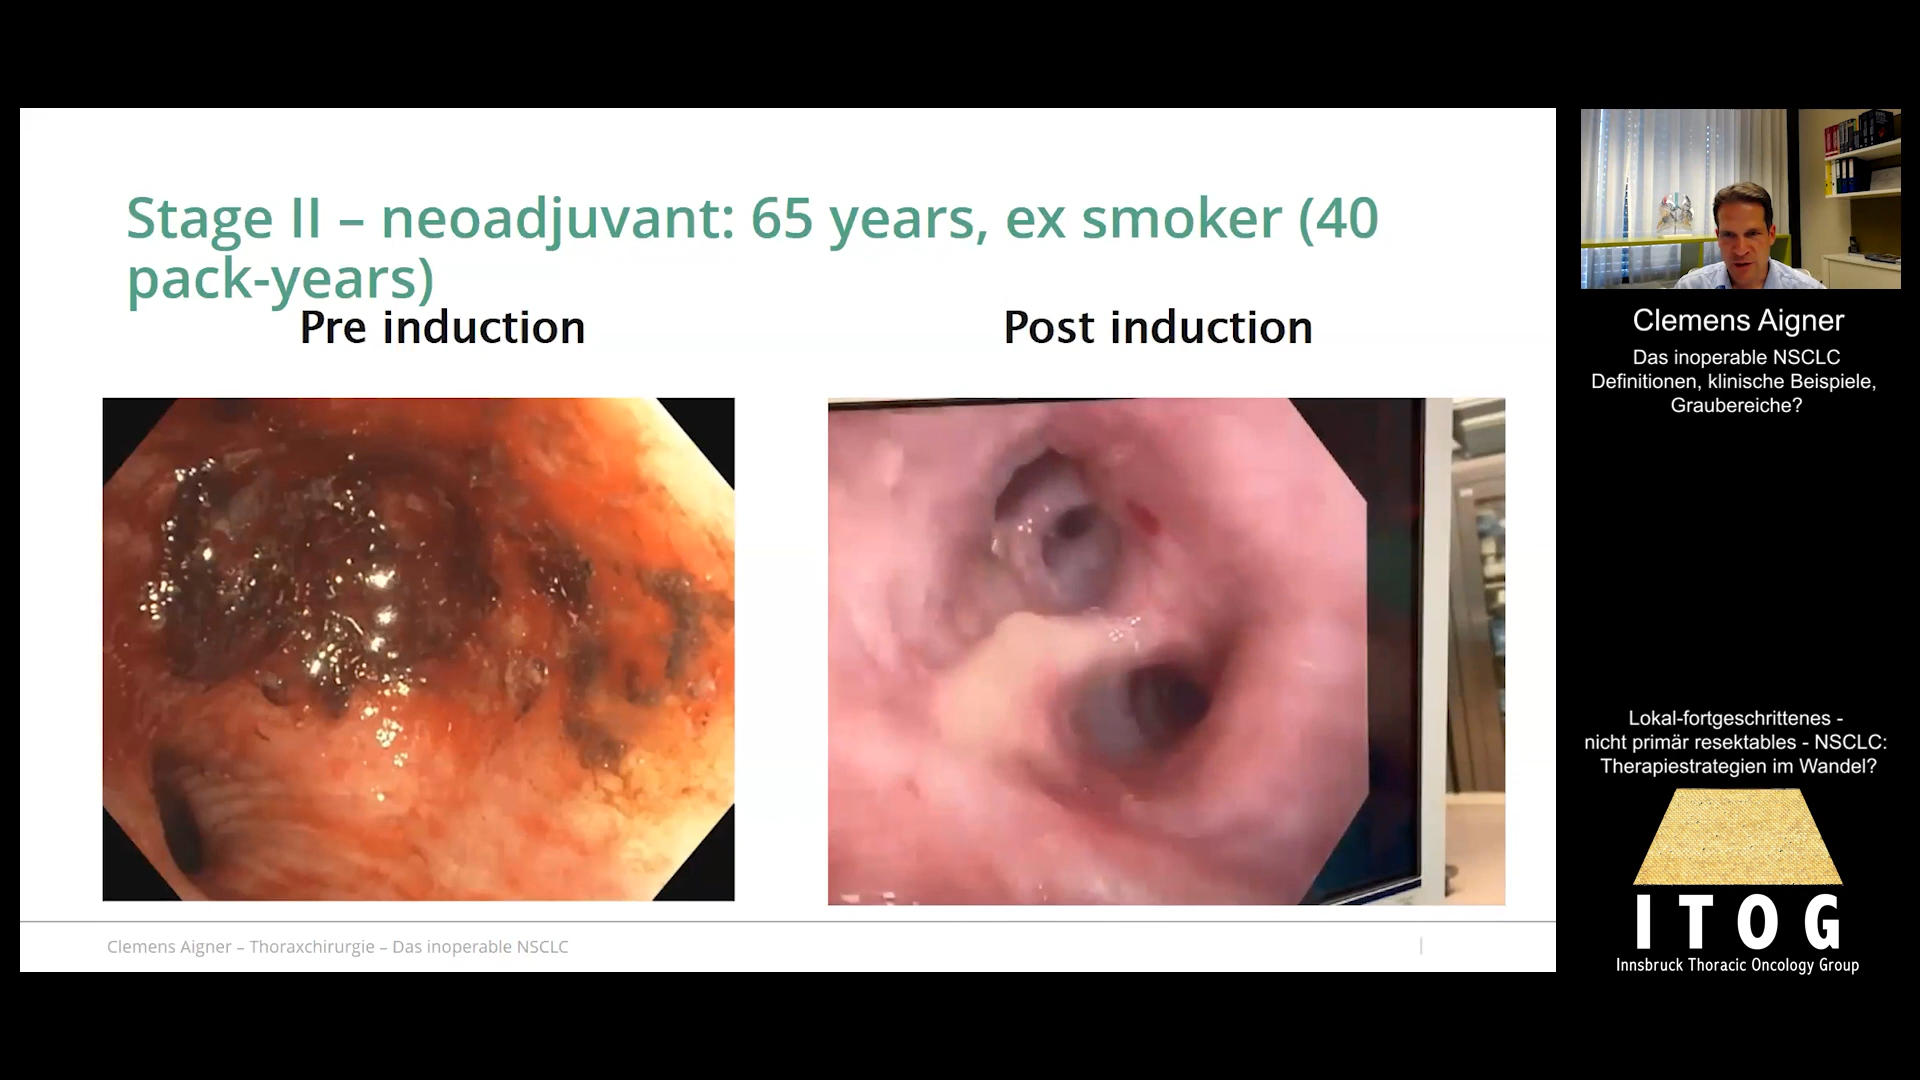 Stage II – neoadjuvant: 65 years, ex smoker (40
pack-years)
Pre induction
Post induction
Clemens Aigner – Thoraxchirurgie – Das inoperable NSCLC
Clemens Aigner
Das inoperable NSCLC
Definitionen, klinische Beispiele,
Graubereiche?
Lokal-fortgeschrittenes -
nicht primär resektables - NSCLC:
Therapiestrategien im Wandel?
ITOG
Innsbruck Thoracic Oncology Group